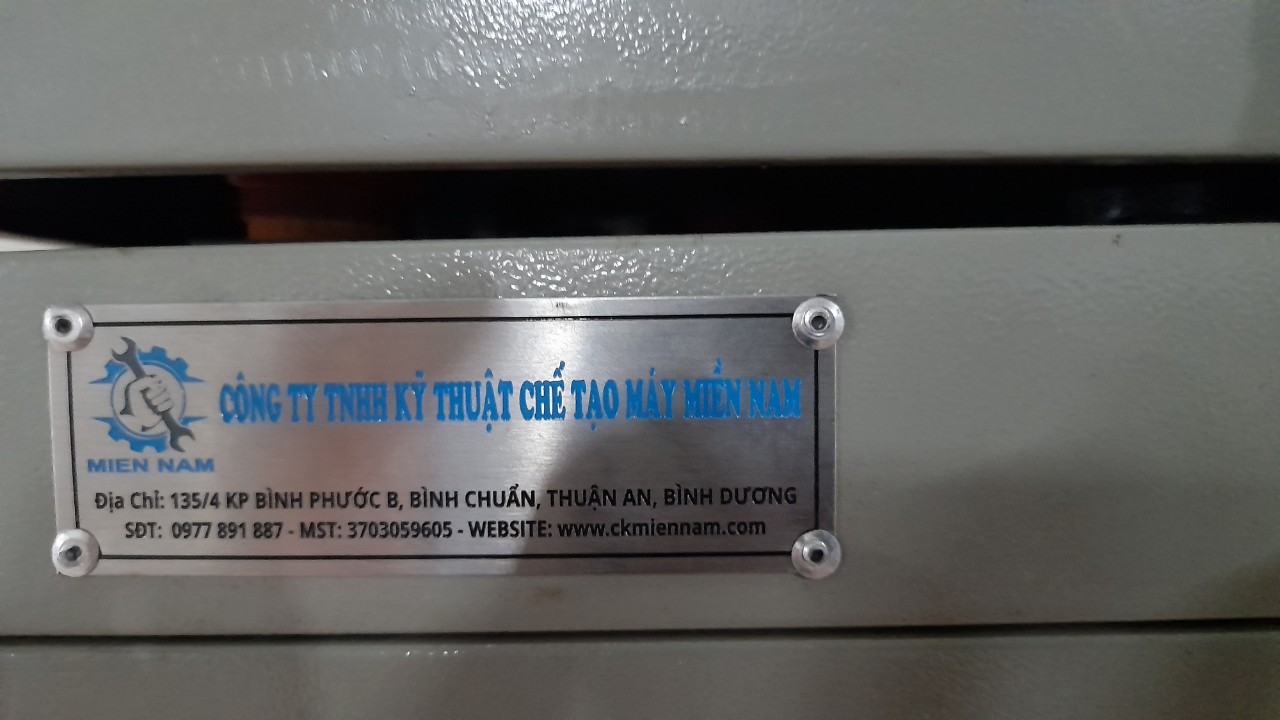 CÔNG TY TNHH KỸ THUẬT CHẾ TẠO MÁY MIỀN NAM
MIEN NAM
Địa Chỉ: 135/4 KP BÌNH PHƯỚC B, BÌNH CHUẨN, THUẬN AN, BÌNH DƯƠNG
SĐT: 0977 891 887 - MST: 3703059605 - WEBSITE: www.ckmiennam.com